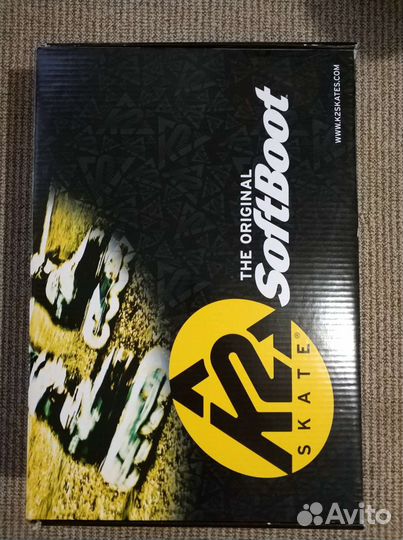 WWW.K2SKATES.COM
THE ORIGINAL
SoftBoot
K2
SKATE®
Avito